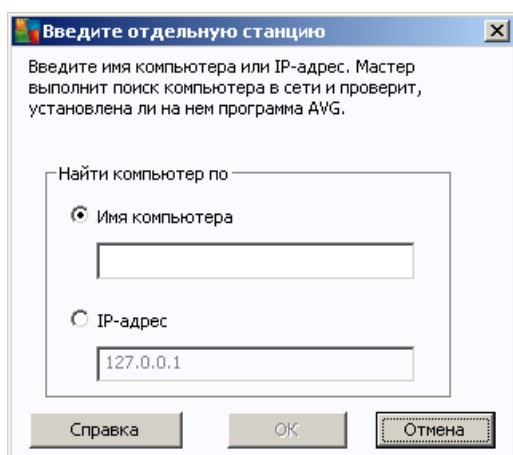 Введите отдельную станцию
Введите имя компьютера или IP-адрес. Мастер
выполнит поиск компьютера в сети и проверит,
установлена ли на нем программа AVG.
Найти компьютер по
Имя компьютера
IP-адрес
127.0.0.1
Справка ОК Отмена